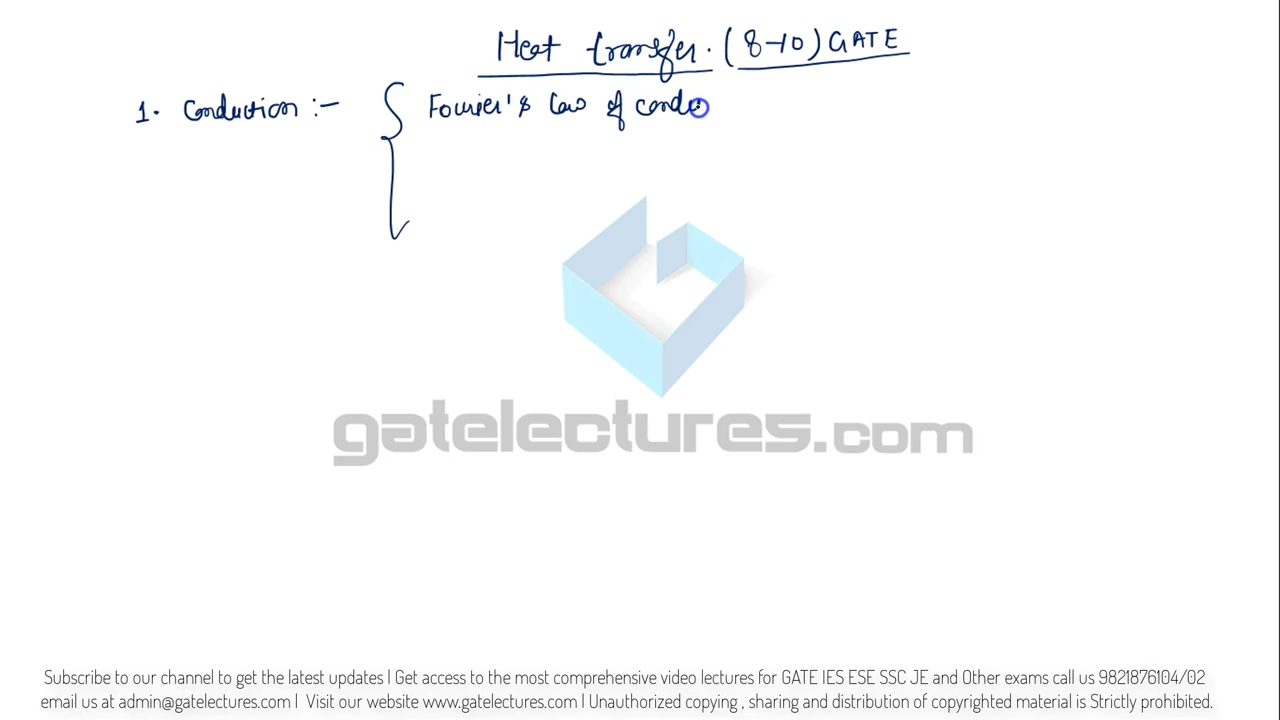 Heat transfer. (8-10) GATE
1. Conduction :- { Fourier's law of condu
gatelectures.com
Subscribe to our channel to get the latest updates | Get access to the most comprehensive video lectures for GATE IES ESE SSC JE and Other exams call us 9821876104/02
email us at admin@gatelectures.com | Visit our website www.gatelectures.com | Unauthorized copying , sharing and distribution of copyrighted material is Strictly prohibited.